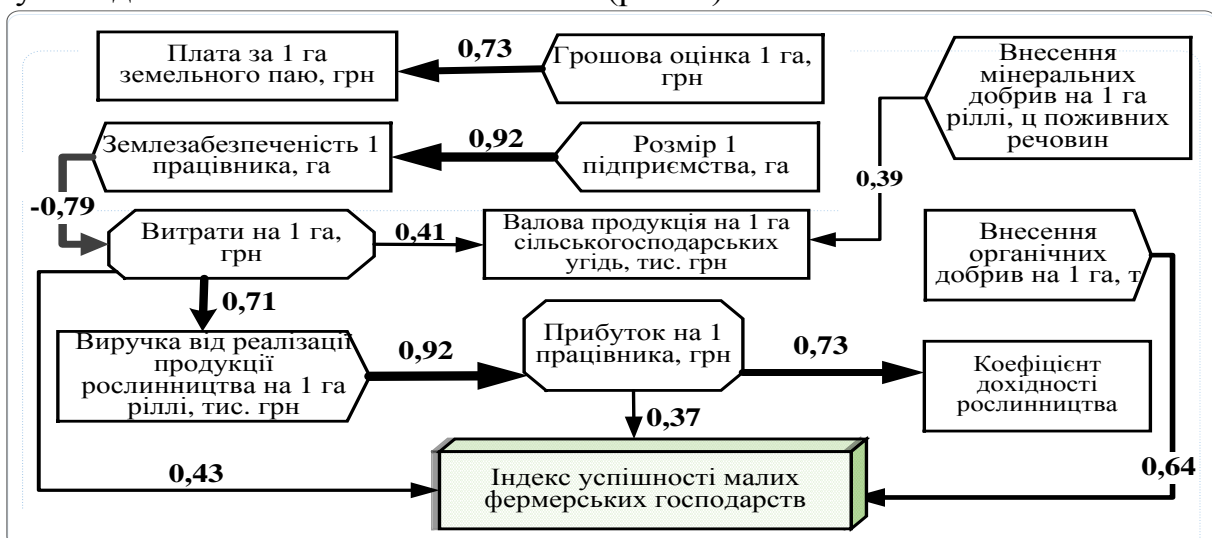 Плата за 1 га
земельного паю, грн
0,73
Грошова оцінка 1 га,
грн
Внесення
мінеральних
добрив на 1 га
ріллі, ц поживних
речовин
Землезабезпеченість 1
працівника, га
0,92
Розмір 1
підприємства, га
0,39
-0,79
Витрати на 1 га,
грн
0,41
Валова продукція на 1 га
сільськогосподарських
угідь, тис. грн
Внесення
органічних
добрив на 1 га, т
0,71
Виручка від реалізації
продукції
рослинництва на 1 га
ріллі, тис. грн
0,92
Прибуток на 1
працівника, грн
0,73
Коефіцієнт
дохідності
рослинництва
0,37
0,43
Індекс успішності малих
фермерських господарств
0,64